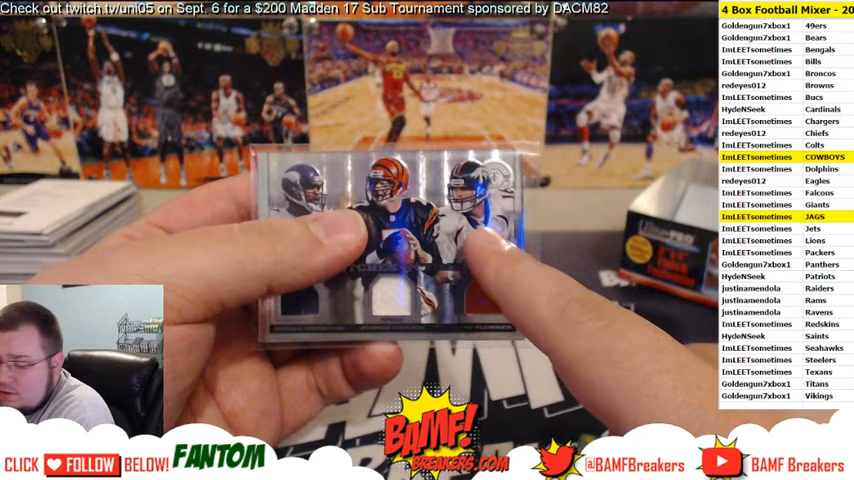 Check out twitch.tv/uni05 on Sept. 6 for a $200 Madden 17 Sub Tournament sponsored by DACM82
4 Box Football Mixer - 20
Goldengun7xbox1 49ers
Goldengun7xbox1 Bears
ImLEETsometimes Bengals
ImLEETsometimes Bills
Goldengun7xbox1 Broncos
redeyes012 Browns
ImLEETsometimes Bucs
HydeNSeek Cardinals
ImLEETsometimes Chargers
redeyes012 Chiefs
ImLEETsometimes Colts
ImLEETsometimes COWBOYS
ImLEETsometimes Dolphins
redeyes012 Eagles
ImLEETsometimes Falcons
ImLEETsometimes Giants
ImLEETsometimes JAGS
ImLEETsometimes Jets
ImLEETsometimes Lions
ImLEETsometimes Packers
Goldengun7xbox1 Panthers
HydeNSeek Patriots
justinamendola Raiders
justinamendola Rams
justinamendola Ravens
ImLEETsometimes Redskins
HydeNSeek Saints
ImLEETsometimes Seahawks
ImLEETsometimes Steelers
ImLEETsometimes Texans
Goldengun7xbox1 Titans
Goldengun7xbox1 Vikings
CLICK FOLLOW BELOW!
FANTOM
BAMF!
BREAKERS.COM
@BAMFBreakers
BAMF Breakers